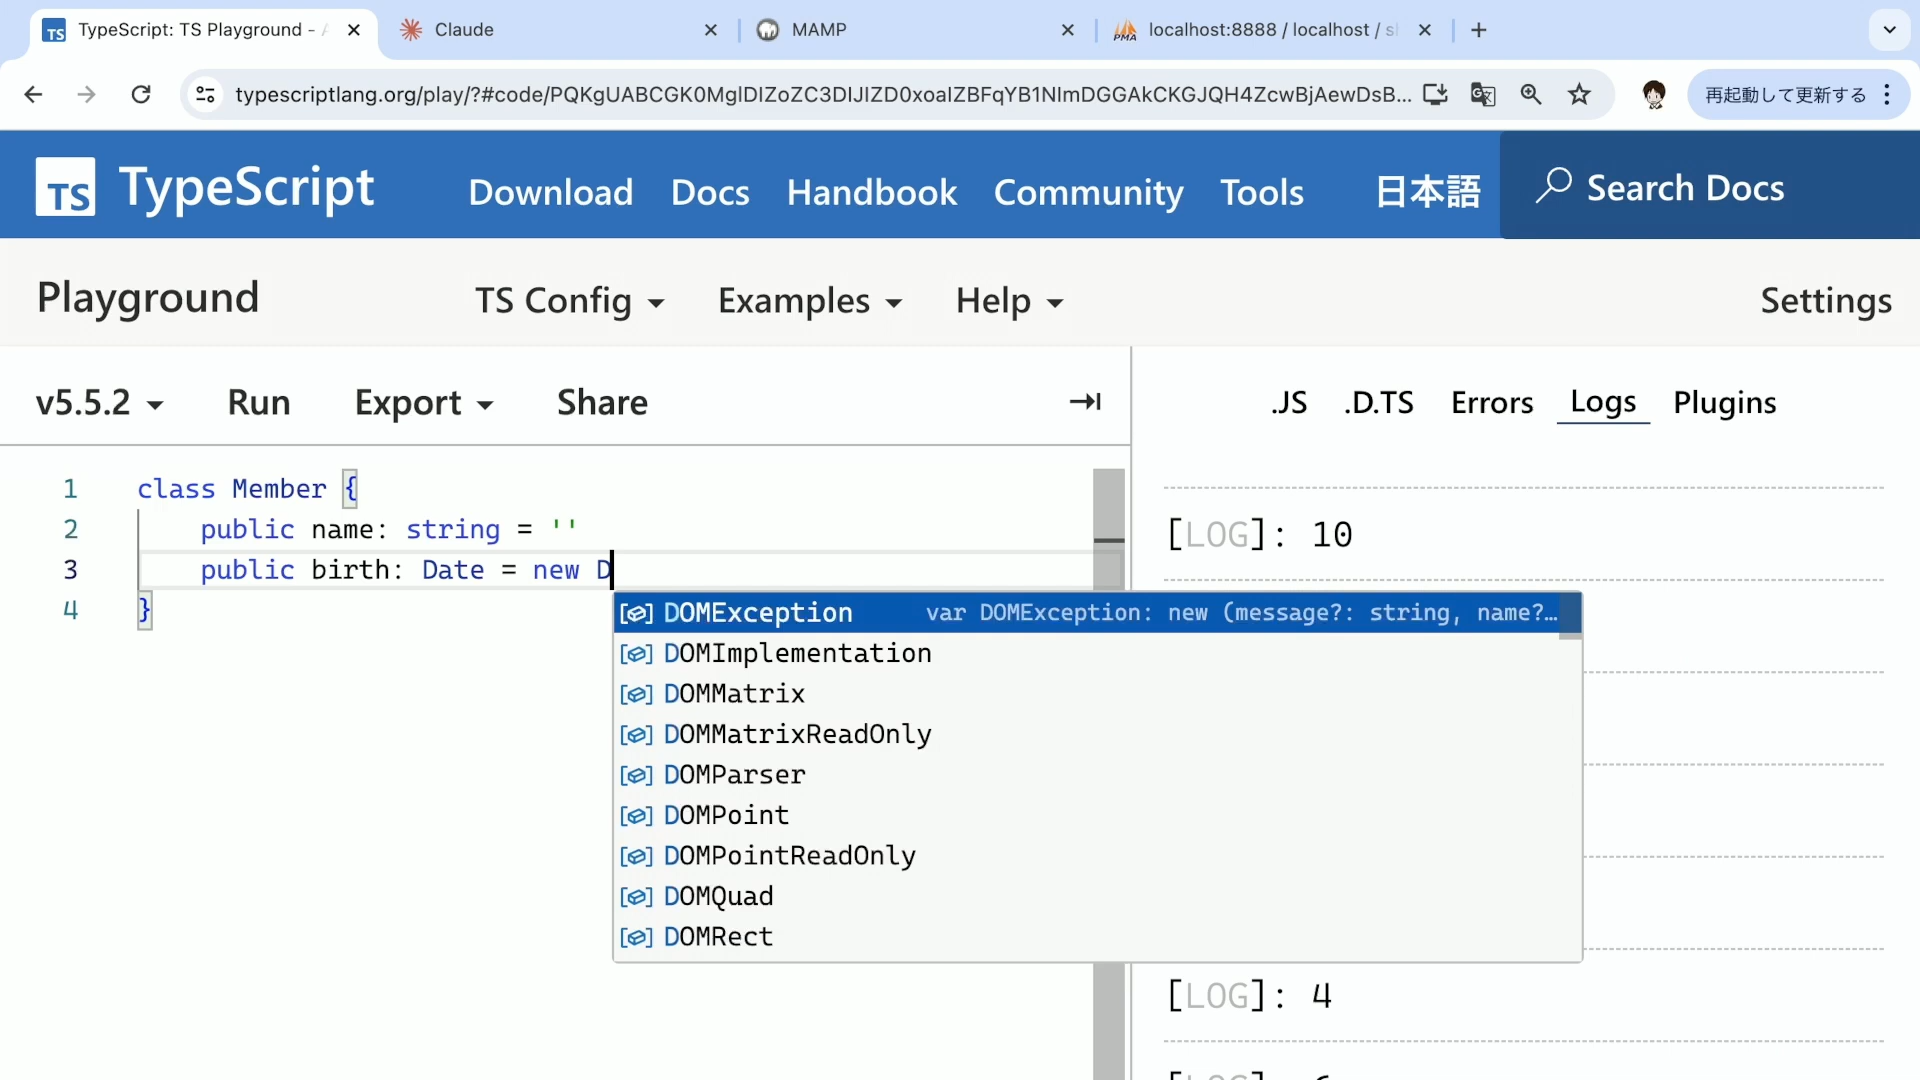 TS TypeScript: TS Playground -
Claude
MAMP
PMA localhost:8888 / localhost / s
typescriptlang.org/play/?#code/PQKgUABCGK0MglDIZoZC3DIJIZD0xoaIZBFqYB1NImDGGAkCKGJQH4ZcwBjAewDsB...
再起動して更新する
TS TypeScript
Download
Docs
Handbook
Community
Tools
日本語
Search Docs
Playground
TS Config
Examples
Help
Settings
v5.5.2
Run
Export
Share
.JS
.D.TS
Errors
Logs
Plugins
1 class Member {
2 public name: string = ''
3 public birth: Date = new D
4 }
DOMException var DOMException: new (message?: string, name?…
DOMImplementation
DOMMatrix
DOMMatrixReadOnly
DOMParser
DOMPoint
DOMPointReadOnly
DOMQuad
DOMRect
[LOG]: 10
[LOG]: 4